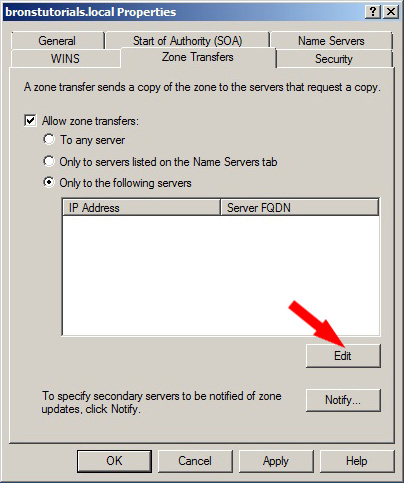 bronstutorials.local Properties
General
Start of Authority (SOA)
Name Servers
WINS
Zone Transfers
Security
A zone transfer sends a copy of the zone to the servers that request a copy.
Allow zone transfers:
To any server
Only to servers listed on the Name Servers tab
Only to the following servers
IP Address
Server FQDN
Edit
To specify secondary servers to be notified of zone
updates, click Notify.
Notify...
OK
Cancel
Apply
Help